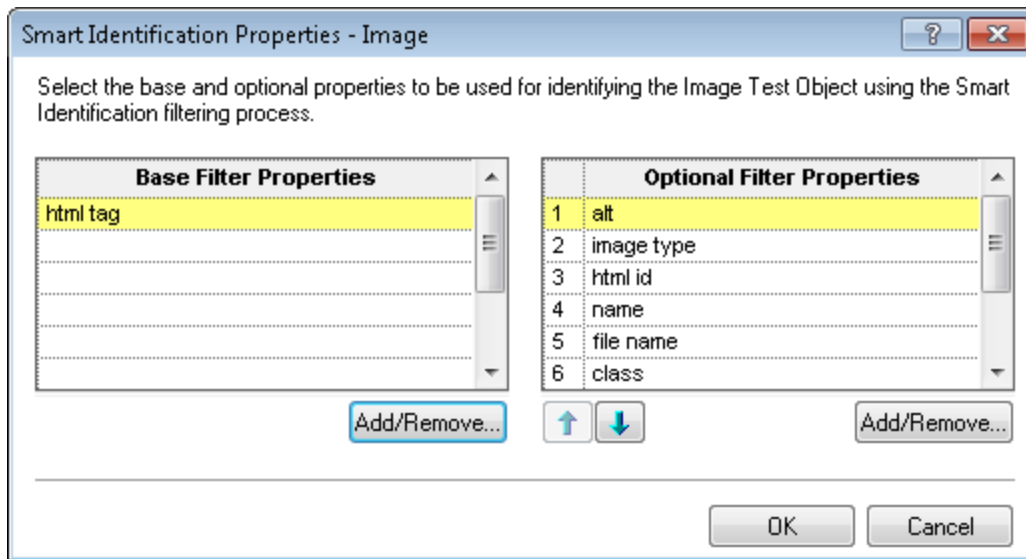 Smart Identification Properties - Image
Select the base and optional properties to be used for identifying the Image Test Object using the Smart
Identification filtering process.
Base Filter Properties
html tag
Add/Remove...
Optional Filter Properties
1 alt
2 image type
3 html id
4 name
5 file name
6 class
Add/Remove...
OK
Cancel